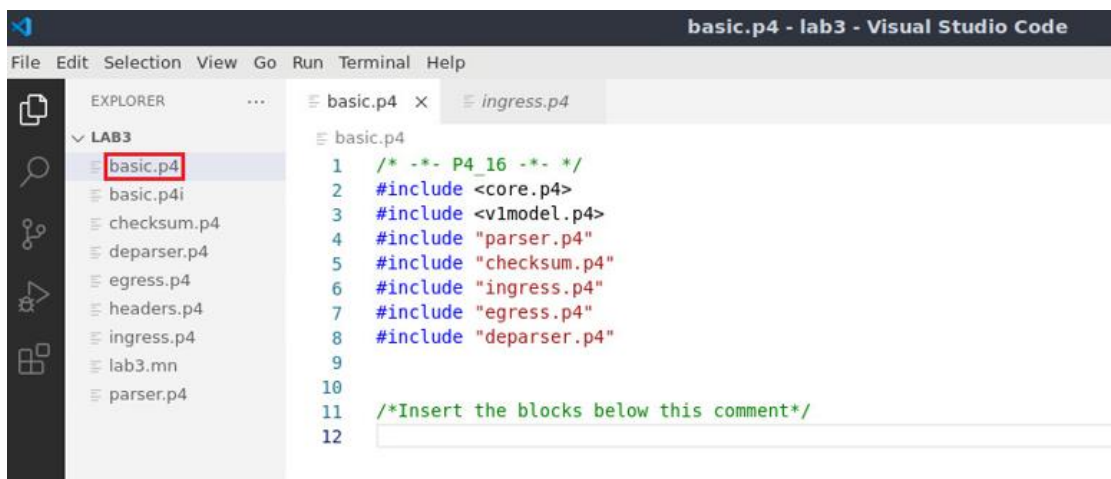 basic.p4 - lab3 - Visual Studio Code
File Edit Selection View Go Run Terminal Help
EXPLORER ...
LAB3
basic.p4
basic.p4i
checksum.p4
deparser.p4
egress.p4
headers.p4
ingress.p4
lab3.mn
parser.p4
basic.p4 × ingress.p4
basic.p4
1 /* -*- P4_16 -*- */
2 #include <core.p4>
3 #include <v1model.p4>
4 #include "parser.p4"
5 #include "checksum.p4"
6 #include "ingress.p4"
7 #include "egress.p4"
8 #include "deparser.p4"
9
10
11 /*Insert the blocks below this comment*/
12